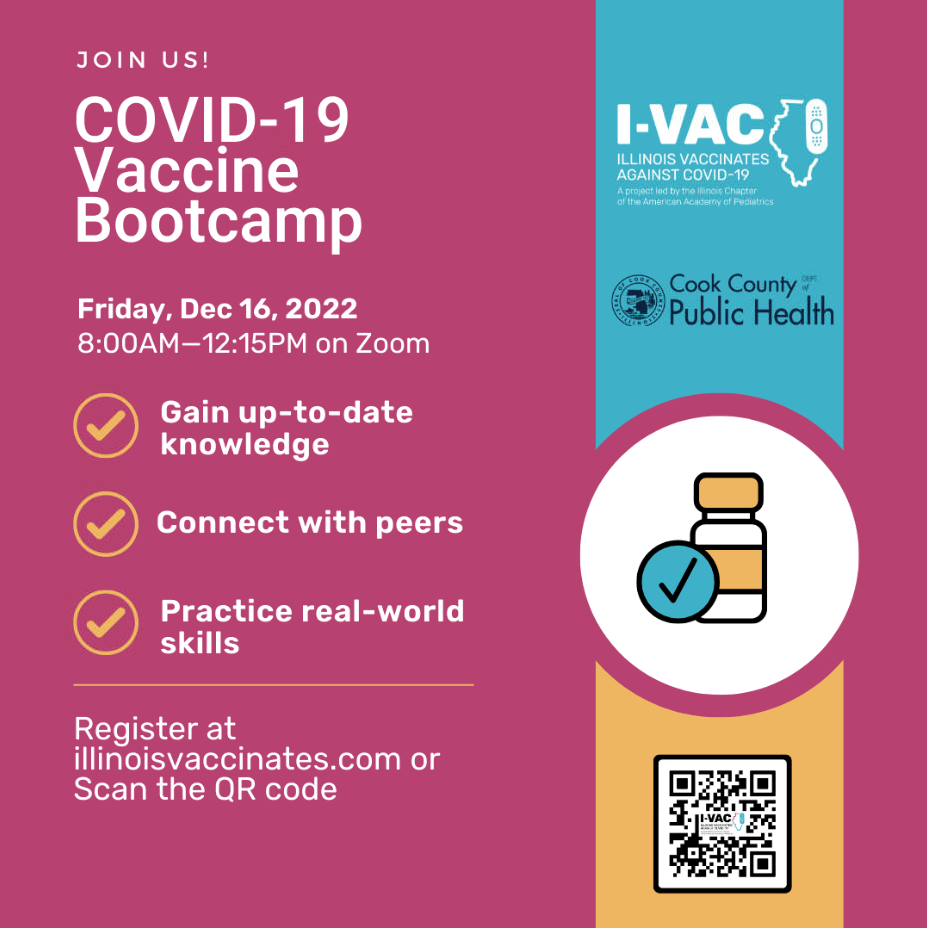 JOIN US!
COVID-19
Vaccine
Bootcamp
Friday, Dec 16, 2022
8:00AM—12:15PM on Zoom
Gain up-to-date
knowledge
Connect with peers
Practice real-world
skills
Register at
illinoisvaccinates.com or
Scan the QR code
I-VAC
ILLINOIS VACCINATES
AGAINST COVID-19
A project led by the Illinois Chapter
of the American Academy of Pediatrics
Cook County DEPT. of
Public Health
I-VAC